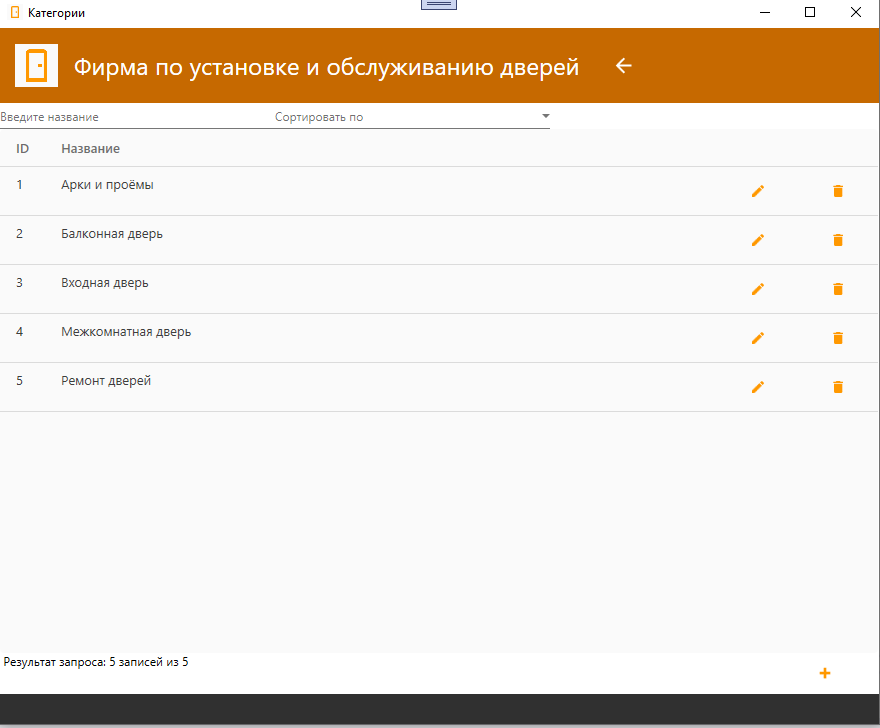 Категории
Фирма по установке и обслуживанию дверей
Введите название Сортировать по
ID Название
1 Арки и проёмы
2 Балконная дверь
3 Входная дверь
4 Межкомнатная дверь
5 Ремонт дверей
Результат запроса: 5 записей из 5